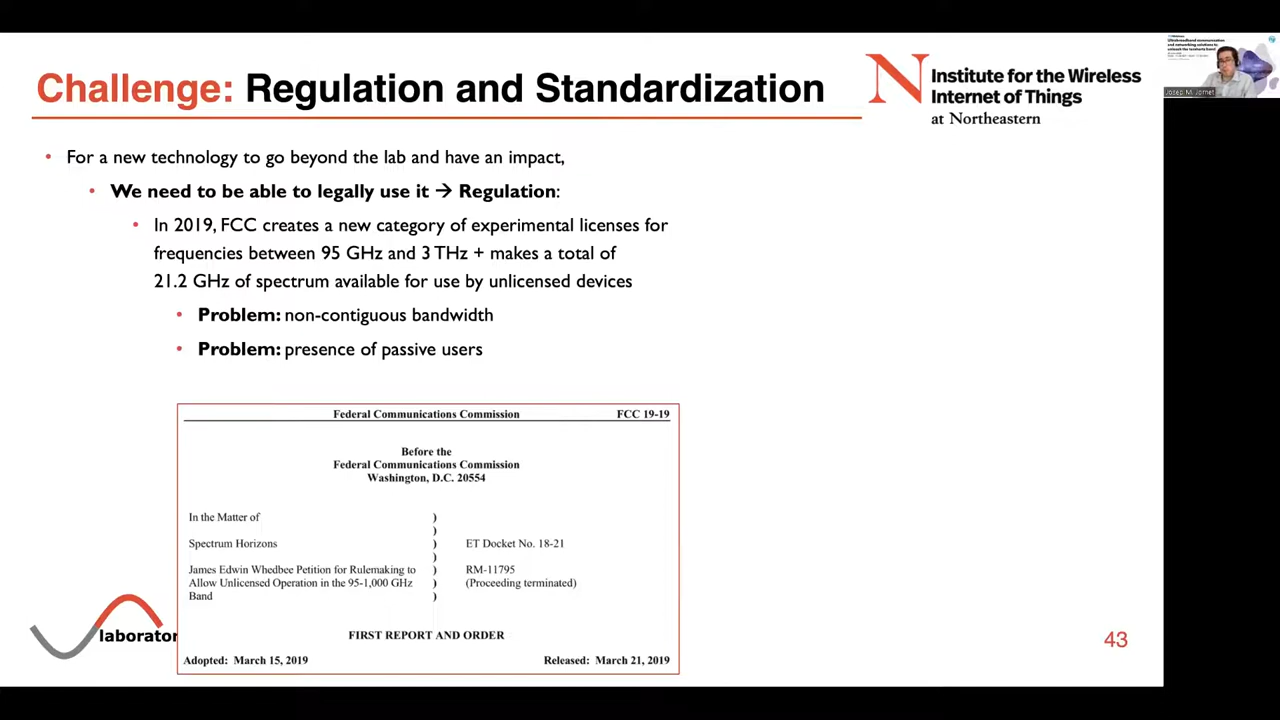 Challenge: Regulation and Standardization
Institute for the Wireless
Internet of Things
at Northeastern
Josep M. Jornet
• For a new technology to go beyond the lab and have an impact,
• We need to be able to legally use it → Regulation:
• In 2019, FCC creates a new category of experimental licenses for
frequencies between 95 GHz and 3 THz + makes a total of
21.2 GHz of spectrum available for use by unlicensed devices
• Problem: non-contiguous bandwidth
• Problem: presence of passive users
Federal Communications Commission FCC 19-19
Before the
Federal Communications Commission
Washington, D.C. 20554
In the Matter of )
)
Spectrum Horizons ) ET Docket No. 18-21
)
James Edwin Whedbee Petition for Rulemaking to ) RM-11795
Allow Unlicensed Operation in the 95-1,000 GHz ) (Proceeding terminated)
Band )
FIRST REPORT AND ORDER
Adopted: March 15, 2019 Released: March 21, 2019
laborator
43